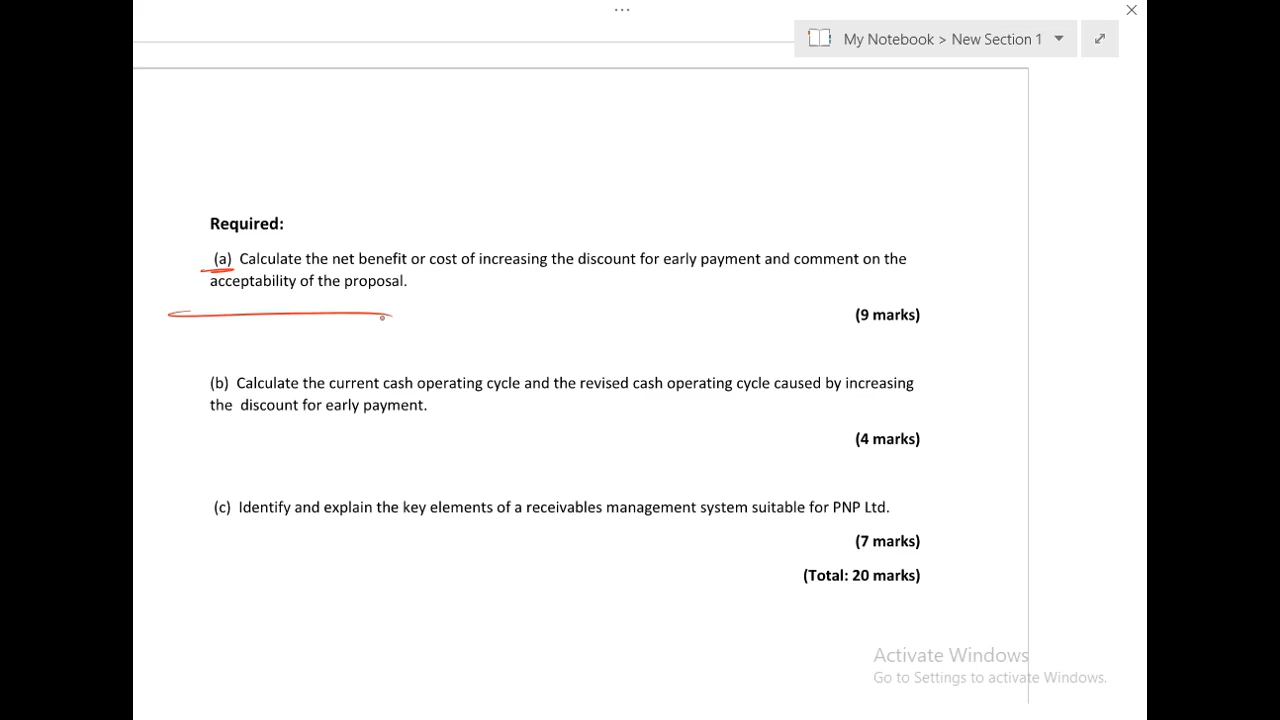 ...
My Notebook > New Section 1
Required:
(a) Calculate the net benefit or cost of increasing the discount for early payment and comment on the
acceptability of the proposal.
(9 marks)
(b) Calculate the current cash operating cycle and the revised cash operating cycle caused by increasing
the discount for early payment.
(4 marks)
(c) Identify and explain the key elements of a receivables management system suitable for PNP Ltd.
(7 marks)
(Total: 20 marks)
Activate Windows
Go to Settings to activate Windows.